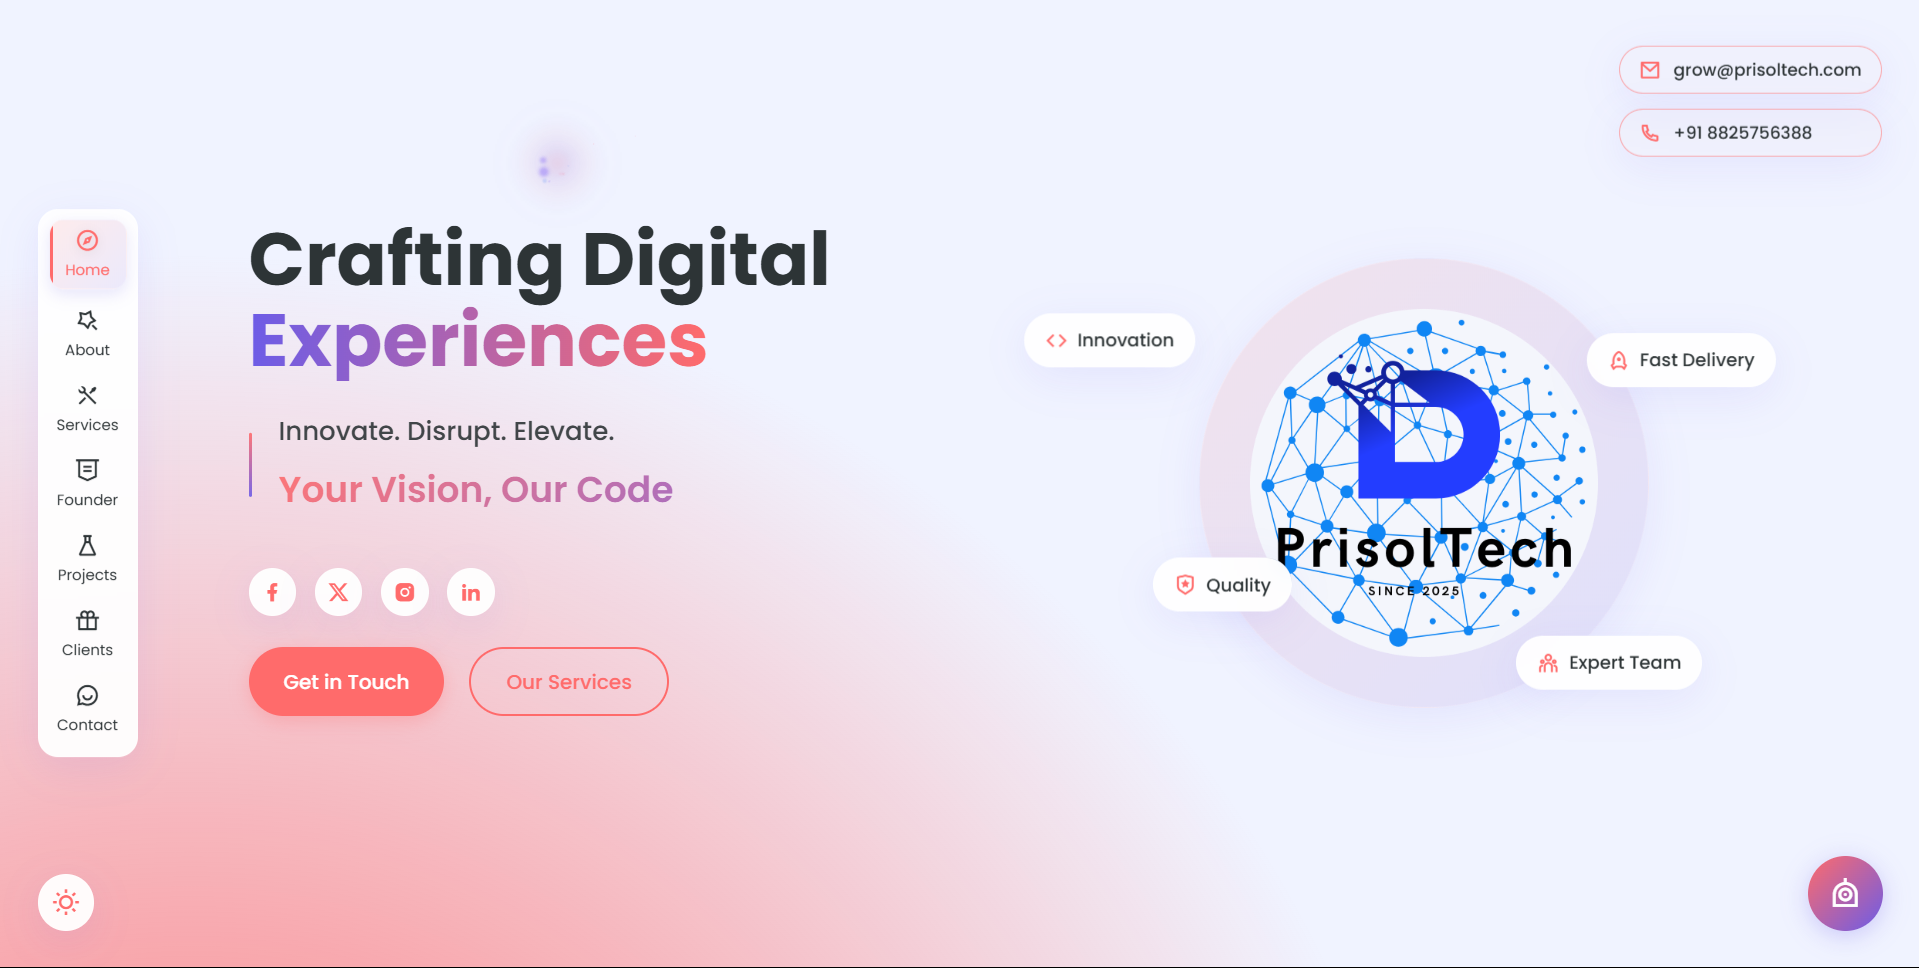 grow@prisoltech.com
+91 8825756388
Home
About
Services
Founder
Projects
Clients
Contact
Crafting Digital
Experiences
Innovate. Disrupt. Elevate.
Your Vision, Our Code
Get in Touch
Our Services
Innovation
Fast Delivery
PrisolTech
SINCE 2025
Quality
Expert Team